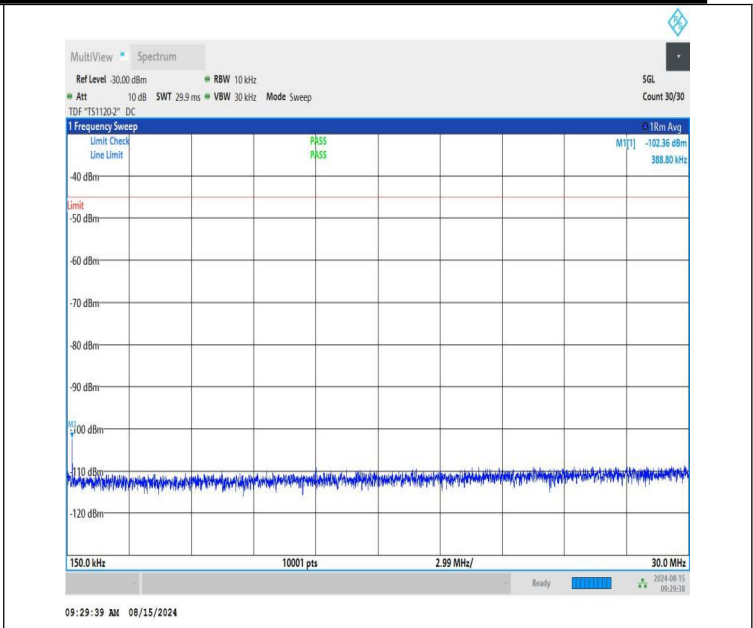 MultiView Spectrum
Ref Level -30.00 dBm RBW 10 kHz SGL
Att 10 dB SWT 29.9 ms VBW 30 kHz Mode Sweep Count 30/30
TDF "TS1120-2" DC
1 Frequency Sweep 1Rm Avg
Limit Check PASS M1[1] -102.36 dBm
Line Limit PASS 388.80 kHz
-40 dBm
Limit
-50 dBm
-60 dBm
-70 dBm
-80 dBm
-90 dBm
M1
-100 dBm
-110 dBm
-120 dBm
150.0 kHz 10001 pts 2.99 MHz/ 30.0 MHz
Ready 2024-08-15
09:29:38
09:29:39 AM 08/15/2024